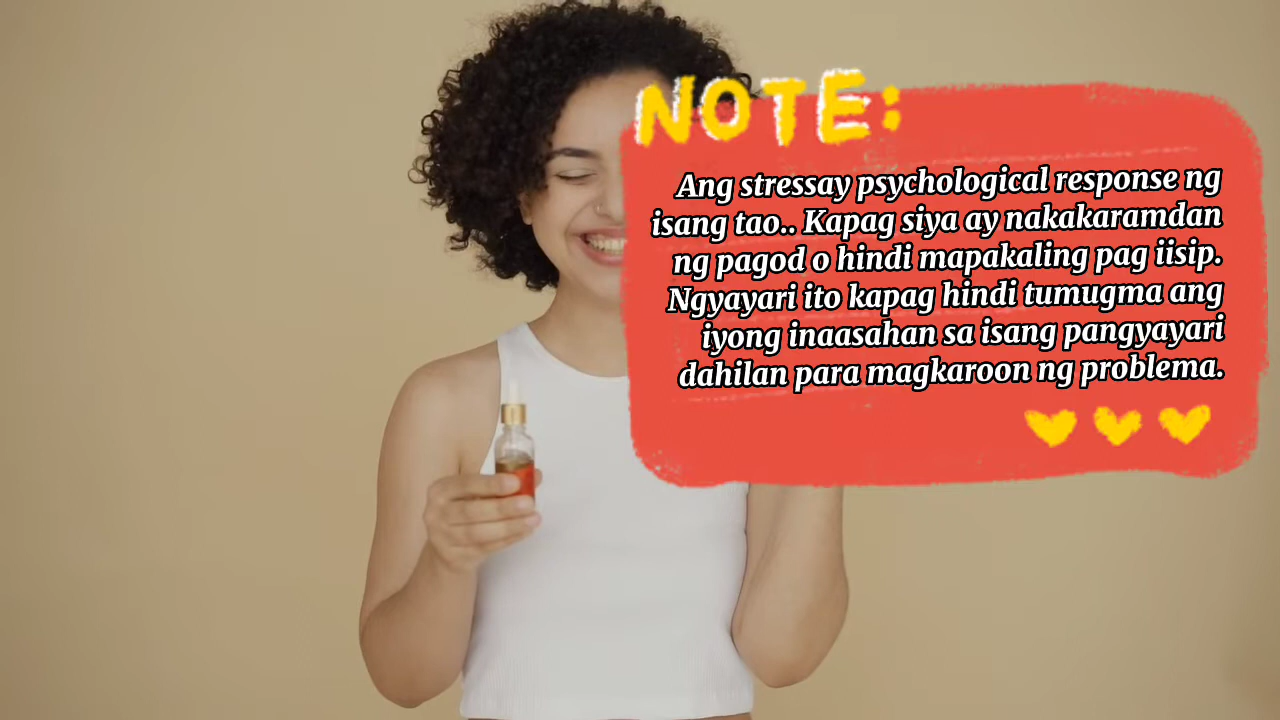 NOTE:
Ang stressay psychological response ng
isang tao.. Kapag siya ay nakakaramdan
ng pagod o hindi mapakaling pag iisip.
Ngyayari ito kapag hindi tumugma ang
iyong inaasahan sa isang pangyayari
dahilan para magkaroon ng problema.